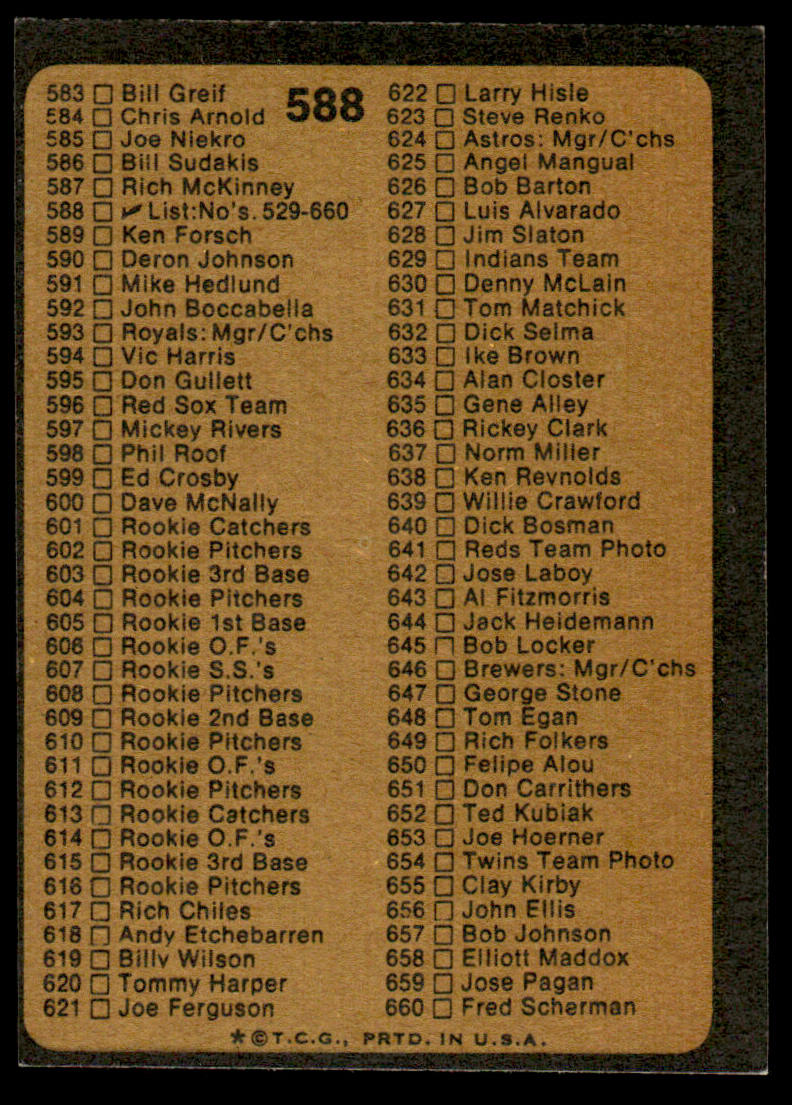 588
583 □ Bill Greif
584 □ Chris Arnold
585 □ Joe Niekro
586 □ Bill Sudakis
587 □ Rich McKinney
588 □ ✔ List:No's. 529-660
589 □ Ken Forsch
590 □ Deron Johnson
591 □ Mike Hedlund
592 □ John Boccabella
593 □ Royals: Mgr/C'chs
594 □ Vic Harris
595 □ Don Gullett
596 □ Red Sox Team
597 □ Mickey Rivers
598 □ Phil Roof
599 □ Ed Crosby
600 □ Dave McNally
601 □ Rookie Catchers
602 □ Rookie Pitchers
603 □ Rookie 3rd Base
604 □ Rookie Pitchers
605 □ Rookie 1st Base
606 □ Rookie O.F.'s
607 □ Rookie S.S.'s
608 □ Rookie Pitchers
609 □ Rookie 2nd Base
610 □ Rookie Pitchers
611 □ Rookie O.F.'s
612 □ Rookie Pitchers
613 □ Rookie Catchers
614 □ Rookie O.F.'s
615 □ Rookie 3rd Base
616 □ Rookie Pitchers
617 □ Rich Chiles
618 □ Andy Etchebarren
619 □ Billy Wilson
620 □ Tommy Harper
621 □ Joe Ferguson
622 □ Larry Hisle
623 □ Steve Renko
624 □ Astros: Mgr/C'chs
625 □ Angel Mangual
626 □ Bob Barton
627 □ Luis Alvarado
628 □ Jim Slaton
629 □ Indians Team
630 □ Denny McLain
631 □ Tom Matchick
632 □ Dick Selma
633 □ Ike Brown
634 □ Alan Closter
635 □ Gene Alley
636 □ Rickey Clark
637 □ Norm Miller
638 □ Ken Reynolds
639 □ Willie Crawford
640 □ Dick Bosman
641 □ Reds Team Photo
642 □ Jose Laboy
643 □ Al Fitzmorris
644 □ Jack Heidemann
645 □ Bob Locker
646 □ Brewers: Mgr/C'chs
647 □ George Stone
648 □ Tom Egan
649 □ Rich Folkers
650 □ Felipe Alou
651 □ Don Carrithers
652 □ Ted Kubiak
653 □ Joe Hoerner
654 □ Twins Team Photo
655 □ Clay Kirby
656 □ John Ellis
657 □ Bob Johnson
658 □ Elliott Maddox
659 □ Jose Pagan
660 □ Fred Scherman
★©T.C.G., PRTD. IN U.S.A.